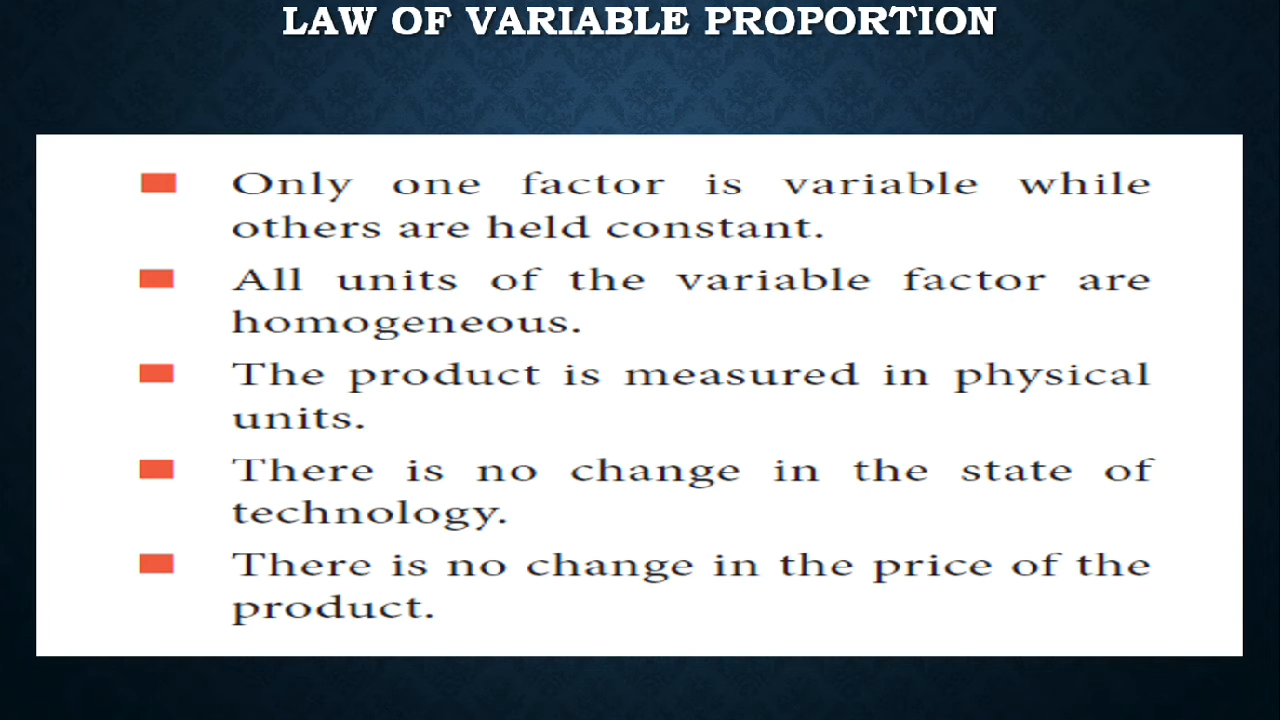 LAW OF VARIABLE PROPORTION
Only one factor is variable while
others are held constant.
All units of the variable factor are
homogeneous.
The product is measured in physical
units.
There is no change in the state of
technology.
There is no change in the price of the
product.